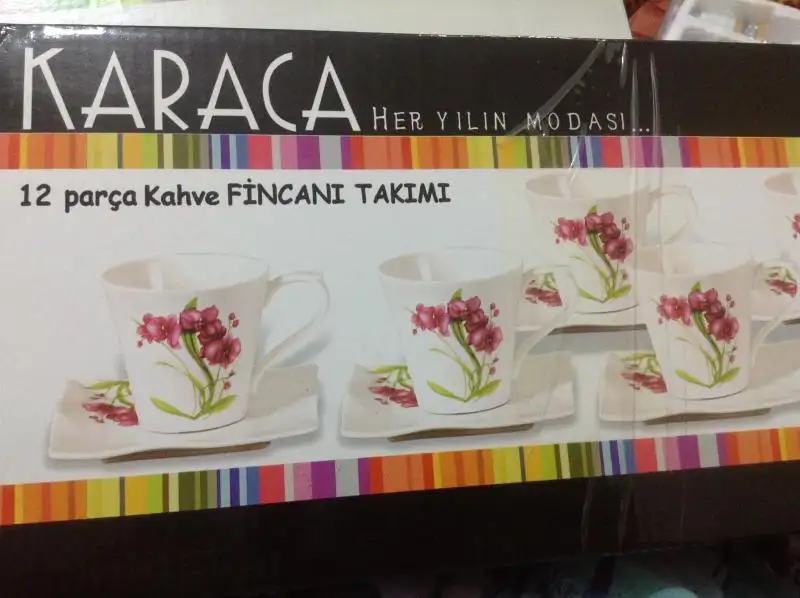 KARACA HER YILIN MODASI...
12 parça Kahve FİNCANI TAKIMI